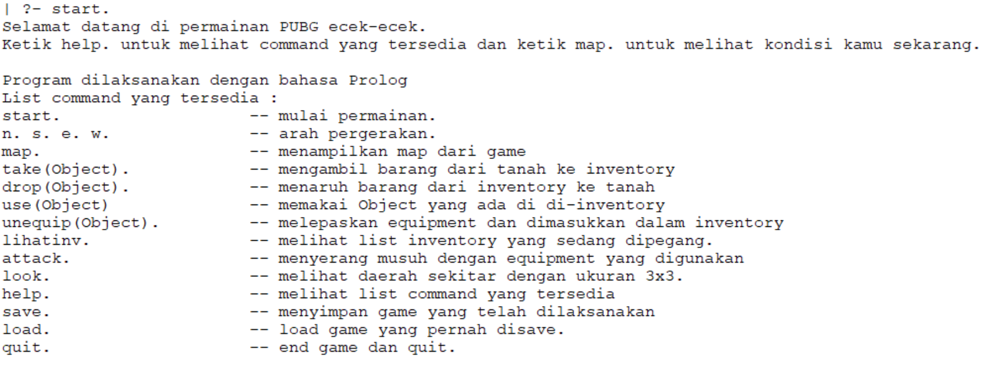 | ?- start.
Selamat datang di permainan PUBG ecek-ecek.
Ketik help. untuk melihat command yang tersedia dan ketik map. untuk melihat kondisi kamu sekarang.
Program dilaksanakan dengan bahasa Prolog
List command yang tersedia :
start. -- mulai permainan.
n. s. e. w. -- arah pergerakan.
map. -- menampilkan map dari game
take(Object). -- mengambil barang dari tanah ke inventory
drop(Object). -- menaruh barang dari inventory ke tanah
use(Object) -- memakai Object yang ada di di-inventory
unequip(Object). -- melepaskan equipment dan dimasukkan dalam inventory
lihatinv. -- melihat list inventory yang sedang dipegang.
attack. -- menyerang musuh dengan equipment yang digunakan
look. -- melihat daerah sekitar dengan ukuran 3x3.
help. -- melihat list command yang tersedia
save. -- menyimpan game yang telah dilaksanakan
load. -- load game yang pernah disave.
quit. -- end game dan quit.